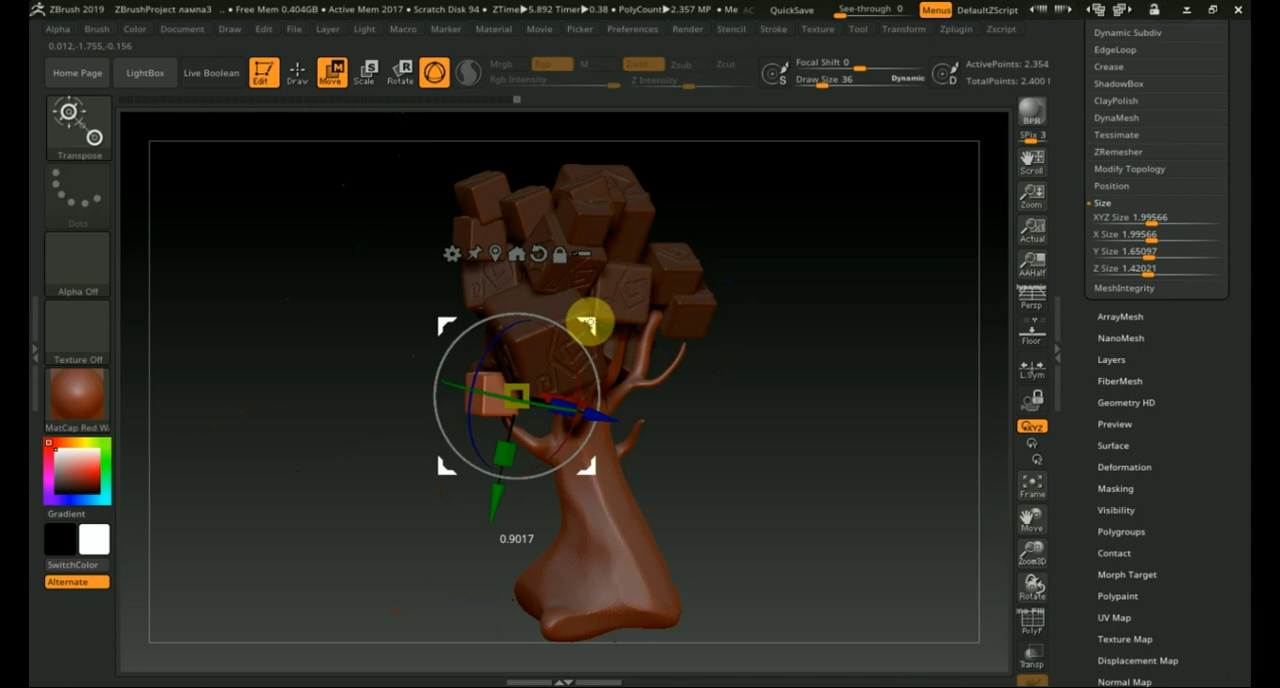 ZBrush 2019 ZBrushProject лампа3 .. • Free Mem 0.404GB • Active Mem 2017 • Scratch Disk 94 • ZTime▶5.892 Timer▶0.38 • PolyCount▶2.357 MP • Me AC QuickSave See-through 0 Menus DefaultZScript
Alpha Brush Color Document Draw Edit File Layer Light Macro Marker Material Movie Picker Preferences Render Stencil Stroke Texture Tool Transform Zplugin Zscript
0.012,-1.755,-0.156
Home Page LightBox Live Boolean Edit Draw Move Scale Rotate
Mrgb Rgb M Zadd Zsub Zcut
Rgb Intensity Z Intensity
S Focal Shift 0
Draw Size 36 Dynamic
D ActivePoints: 2.354
TotalPoints: 2.400
Transpose
Dots
Alpha Off
Texture Off
MatCap Red W
Gradient
SwitchColor
Alternate
0.9017
BPR
SPix 3
Scroll
Zoom
Actual
AAHalf
Dynamic
Persp
Floor
L.Sym
XYZ
Frame
Move
Zoom3D
Rotate
Line Fill
PolyF
Transp
Dynamic Subdiv
EdgeLoop
Crease
ShadowBox
ClayPolish
DynaMesh
Tessimate
ZRemesher
Modify Topology
Position
Size
XYZ Size 1.99566
X Size 1.99566
Y Size 1.65097
Z Size 1.42021
MeshIntegrity
ArrayMesh
NanoMesh
Layers
FiberMesh
Geometry HD
Preview
Surface
Deformation
Masking
Visibility
Polygroups
Contact
Morph Target
Polypaint
UV Map
Texture Map
Displacement Map
Normal Map